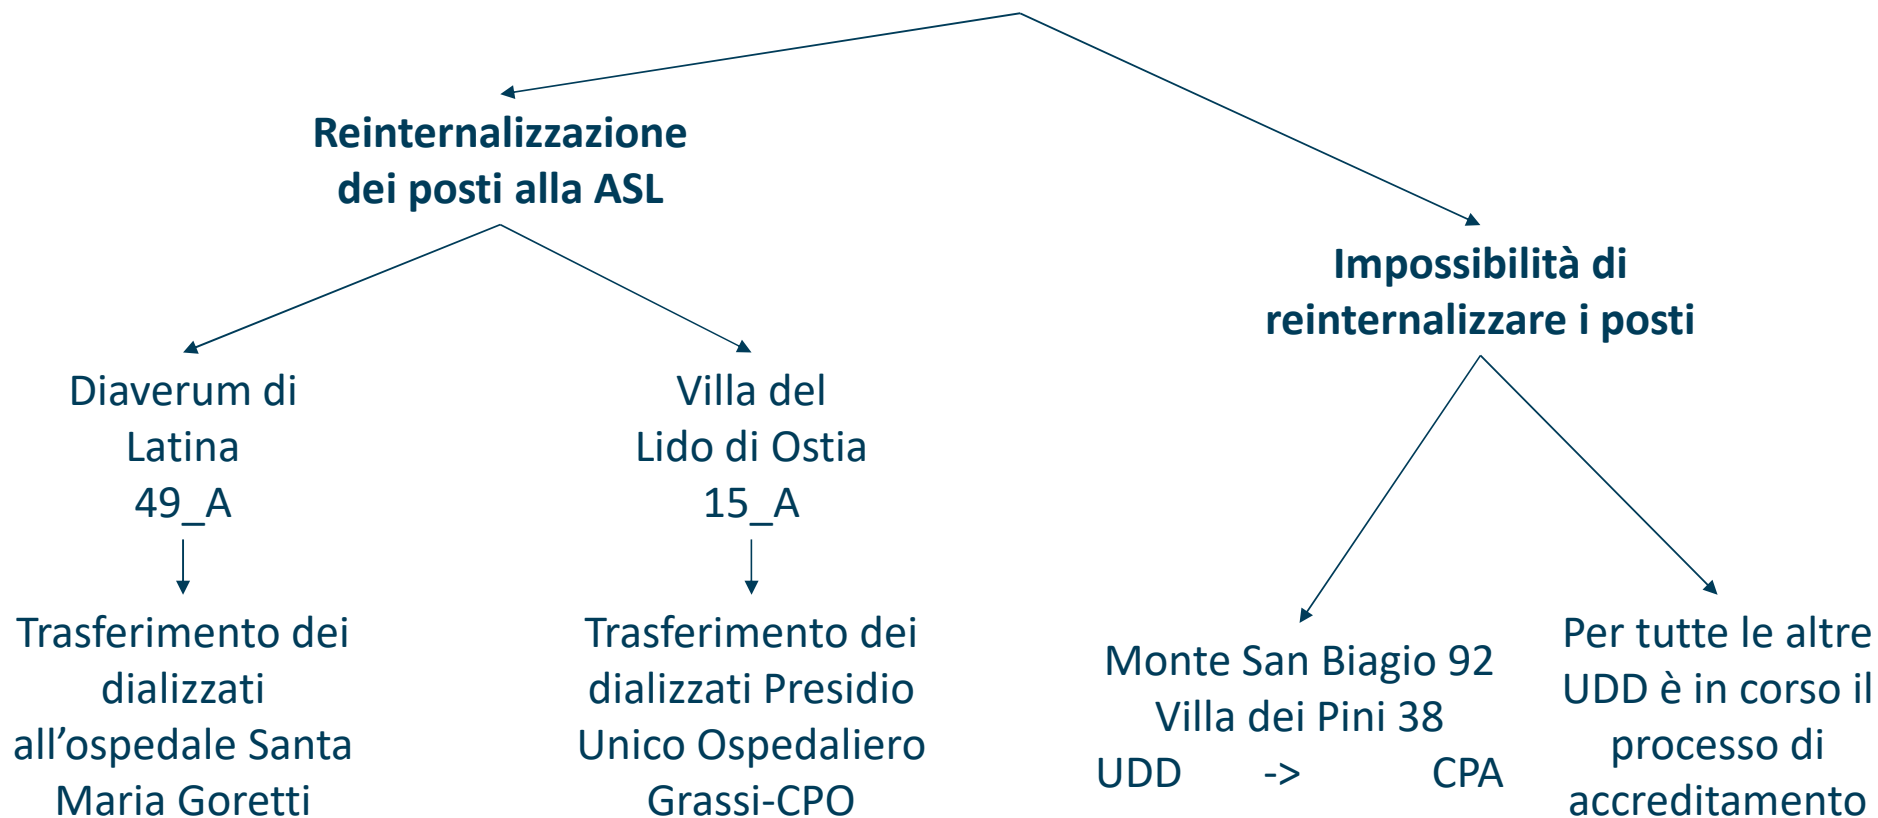 Reinternalizzazione
dei posti alla ASL
Impossibilità di
reinternalizzare i posti
Diaverum di
Latina
49_A
Villa del
Lido di Ostia
15_A
Trasferimento dei
dializzati
all’ospedale Santa
Maria Goretti
Trasferimento dei
dializzati Presidio
Unico Ospedaliero
Grassi-CPO
Monte San Biagio 92
Villa dei Pini 38
UDD -> CPA
Per tutte le altre
UDD è in corso il
processo di
accreditamento